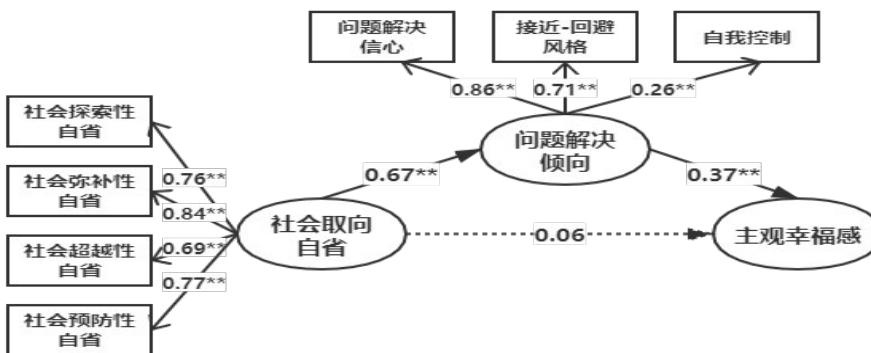 问题解决
信心
接近-回避
风格
自我控制
0.86**
0.71**
0.26**
社会探索性
自省
问题解决
倾向
0.76**
0.67**
0.37**
社会弥补性
自省
0.84**
社会取向
自省
0.06
主观幸福感
社会超越性
自省
0.69**
0.77**
社会预防性
自省